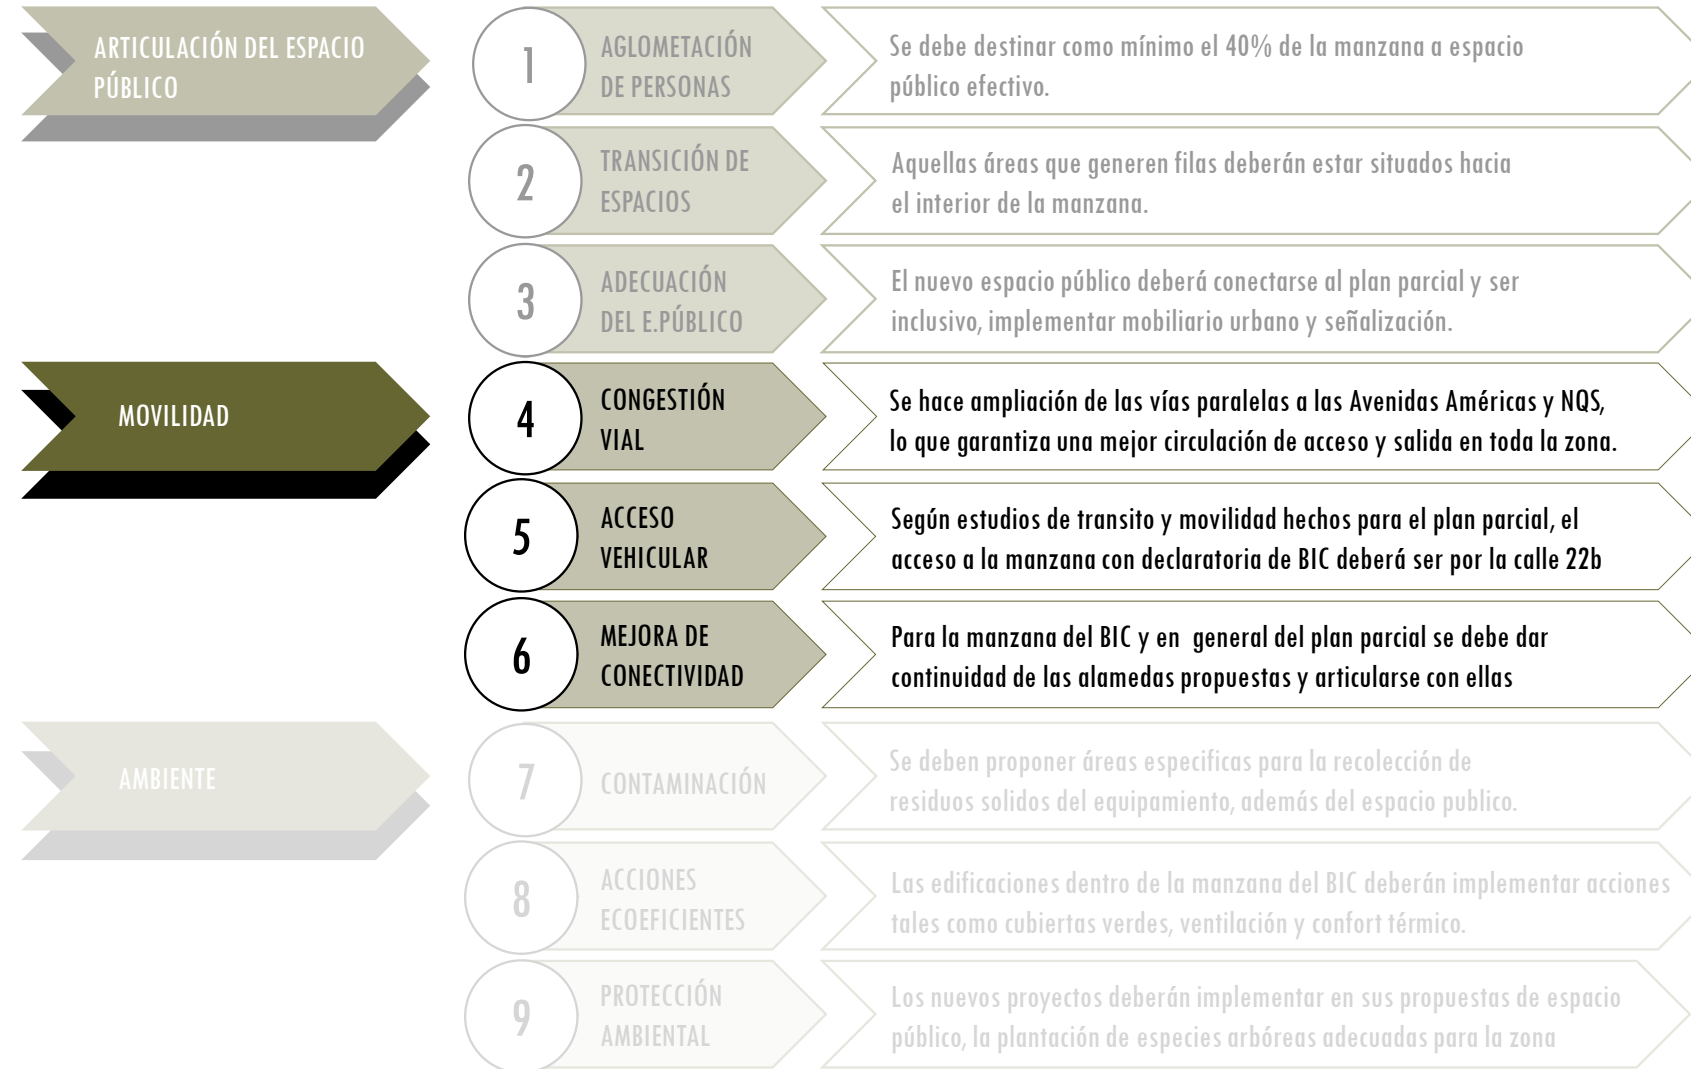 ARTICULACIÓN DEL ESPACIO
PÚBLICO
1
AGLOMETACIÓN
DE PERSONAS
Se debe destinar como mínimo el 40% de la manzana a espacio
público efectivo.
2
TRANSICIÓN DE
ESPACIOS
Aquellas áreas que generen filas deberán estar situados hacia
el interior de la manzana.
3
ADECUACIÓN
DEL E.PÚBLICO
El nuevo espacio público deberá conectarse al plan parcial y ser
inclusivo, implementar mobiliario urbano y señalización.
MOVILIDAD
4
CONGESTIÓN
VIAL
Se hace ampliación de las vías paralelas a las Avenidas Américas y NQS,
lo que garantiza una mejor circulación de acceso y salida en toda la zona.
5
ACCESO
VEHICULAR
Según estudios de transito y movilidad hechos para el plan parcial, el
acceso a la manzana con declaratoria de BIC deberá ser por la calle 22b
6
MEJORA DE
CONECTIVIDAD
Para la manzana del BIC y en general del plan parcial se debe dar
continuidad de las alamedas propuestas y articularse con ellas
AMBIENTE
7
CONTAMINACIÓN
Se deben proponer áreas especificas para la recolección de
residuos solidos del equipamiento, además del espacio publico.
8
ACCIONES
ECOEFICIENTES
Las edificaciones dentro de la manzana del BIC deberán implementar acciones
tales como cubiertas verdes, ventilación y confort térmico.
9
PROTECCIÓN
AMBIENTAL
Los nuevos proyectos deberán implementar en sus propuestas de espacio
público, la plantación de especies arbóreas adecuadas para la zona